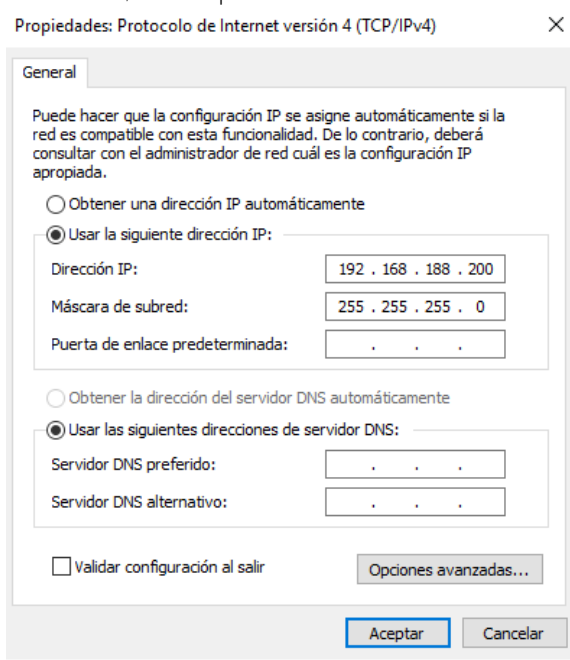 Propiedades: Protocolo de Internet versión 4 (TCP/IPv4)
General
Puede hacer que la configuración IP se asigne automáticamente si la
red es compatible con esta funcionalidad. De lo contrario, deberá
consultar con el administrador de red cuál es la configuración IP
apropiada.
Obtener una dirección IP automáticamente
Usar la siguiente dirección IP:
Dirección IP: 192 . 168 . 188 . 200
Máscara de subred: 255 . 255 . 255 . 0
Puerta de enlace predeterminada: . . .
Obtener la dirección del servidor DNS automáticamente
Usar las siguientes direcciones de servidor DNS:
Servidor DNS preferido: . . .
Servidor DNS alternativo: . . .
Validar configuración al salir
Opciones avanzadas...
Aceptar Cancelar